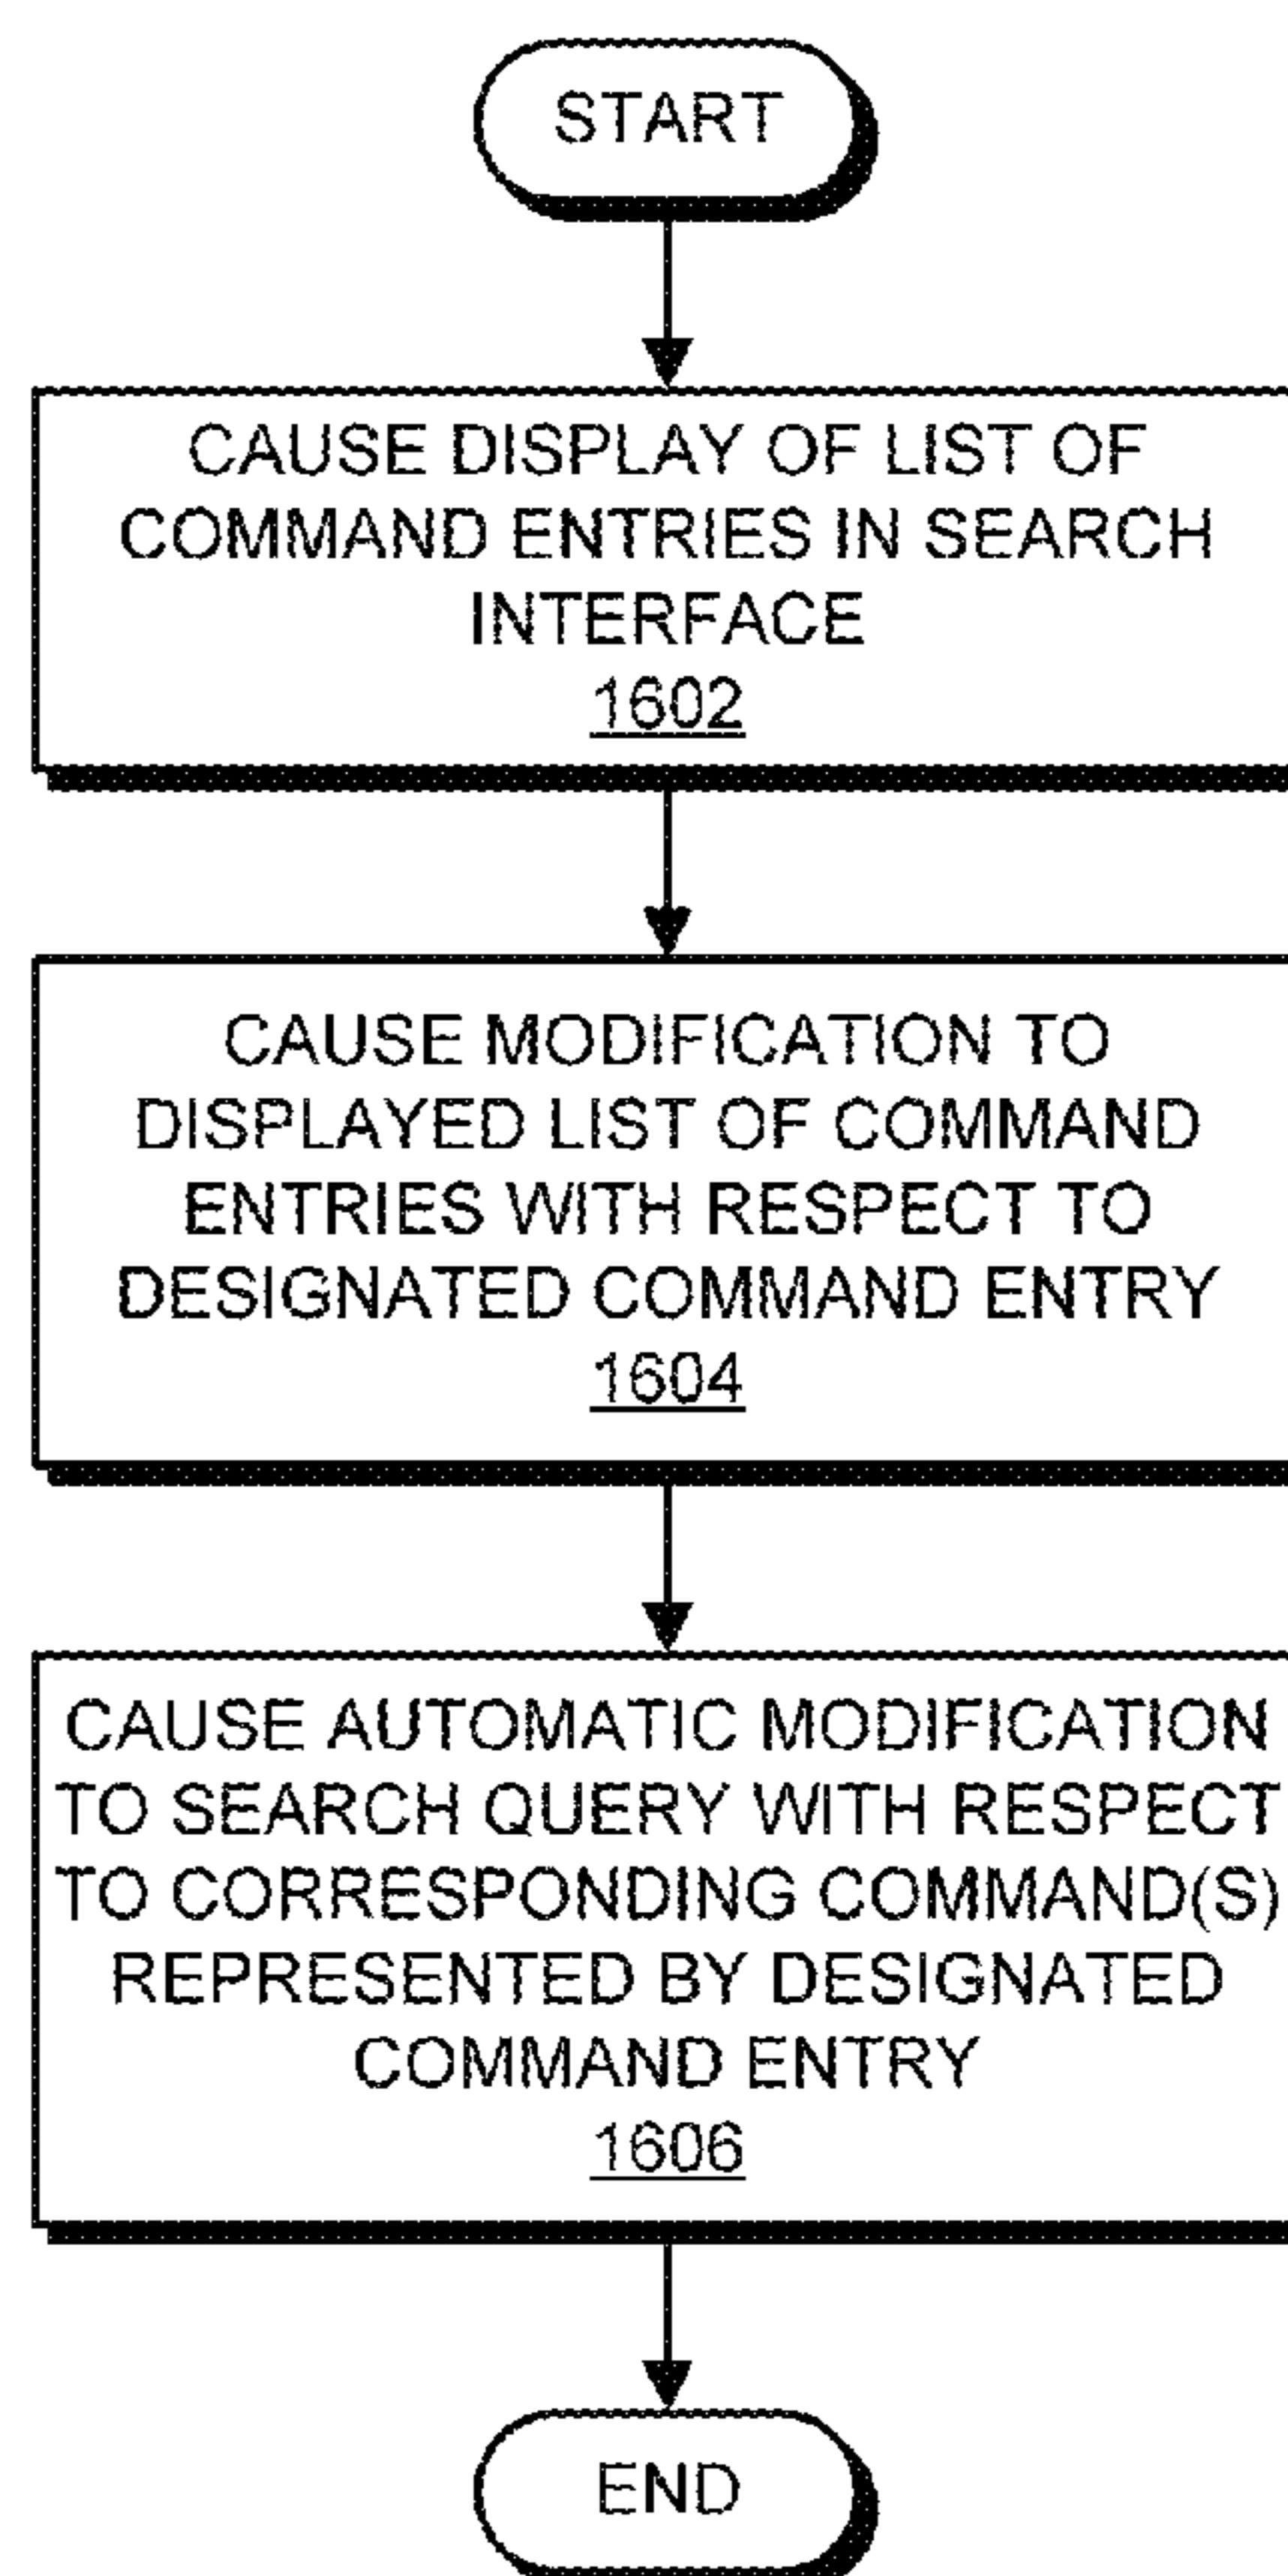 START
CAUSE DISPLAY OF LIST OF
COMMAND ENTRIES IN SEARCH
INTERFACE
1602
CAUSE MODIFICATION TO
DISPLAYED LIST OF COMMAND
ENTRIES WITH RESPECT TO
DESIGNATED COMMAND ENTRY
1604
CAUSE AUTOMATIC MODIFICATION
TO SEARCH QUERY WITH RESPECT
TO CORRESPONDING COMMAND(S)
REPRESENTED BY DESIGNATED
COMMAND ENTRY
1606
END